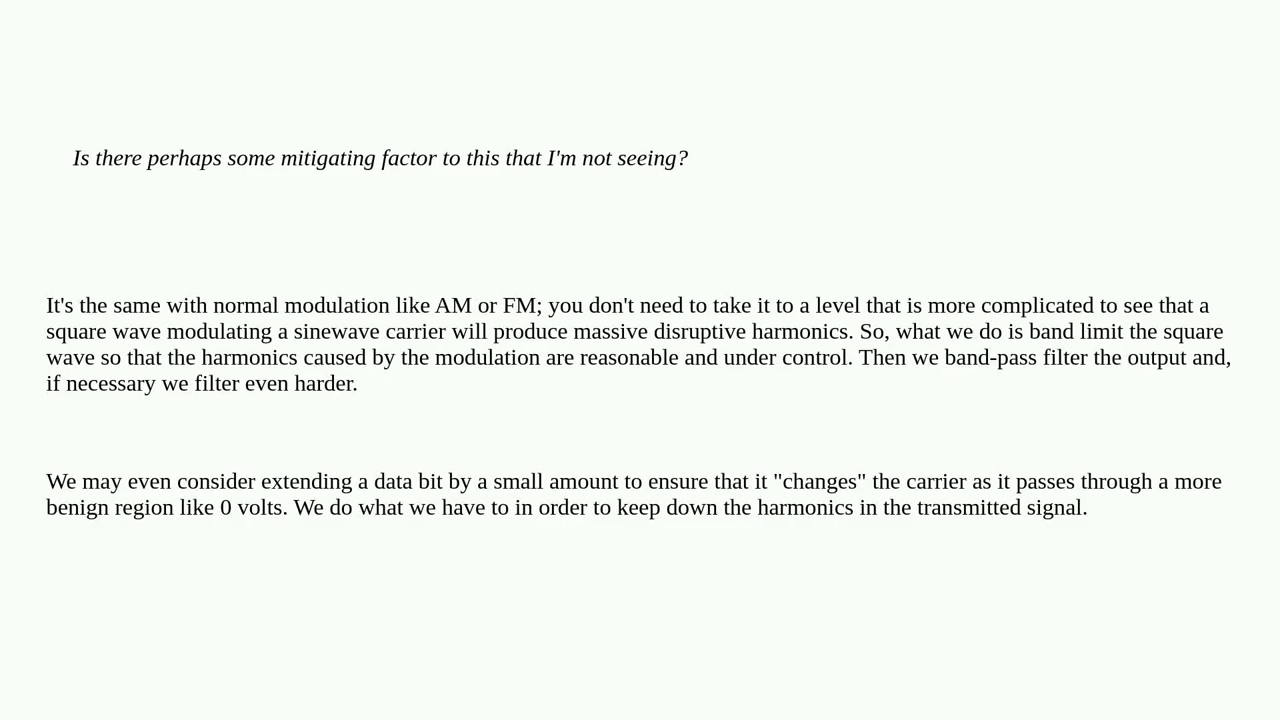 Is there perhaps some mitigating factor to this that I'm not seeing?
It's the same with normal modulation like AM or FM; you don't need to take it to a level that is more complicated to see that a
square wave modulating a sinewave carrier will produce massive disruptive harmonics. So, what we do is band limit the square
wave so that the harmonics caused by the modulation are reasonable and under control. Then we band-pass filter the output and,
if necessary we filter even harder.
We may even consider extending a data bit by a small amount to ensure that it "changes" the carrier as it passes through a more
benign region like 0 volts. We do what we have to in order to keep down the harmonics in the transmitted signal.